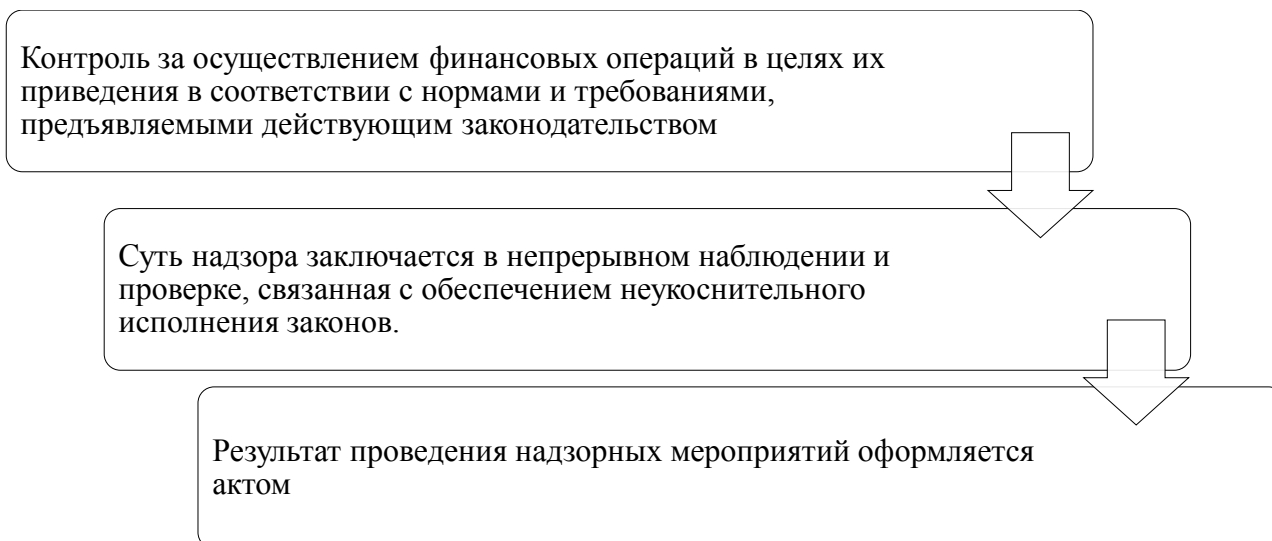 Контроль за осуществлением финансовых операций в целях их
приведения в соответствии с нормами и требованиями,
предъявляемыми действующим законодательством
Суть надзора заключается в непрерывном наблюдении и
проверке, связанная с обеспечением неукоснительного
исполнения законов.
Результат проведения надзорных мероприятий оформляется
актом